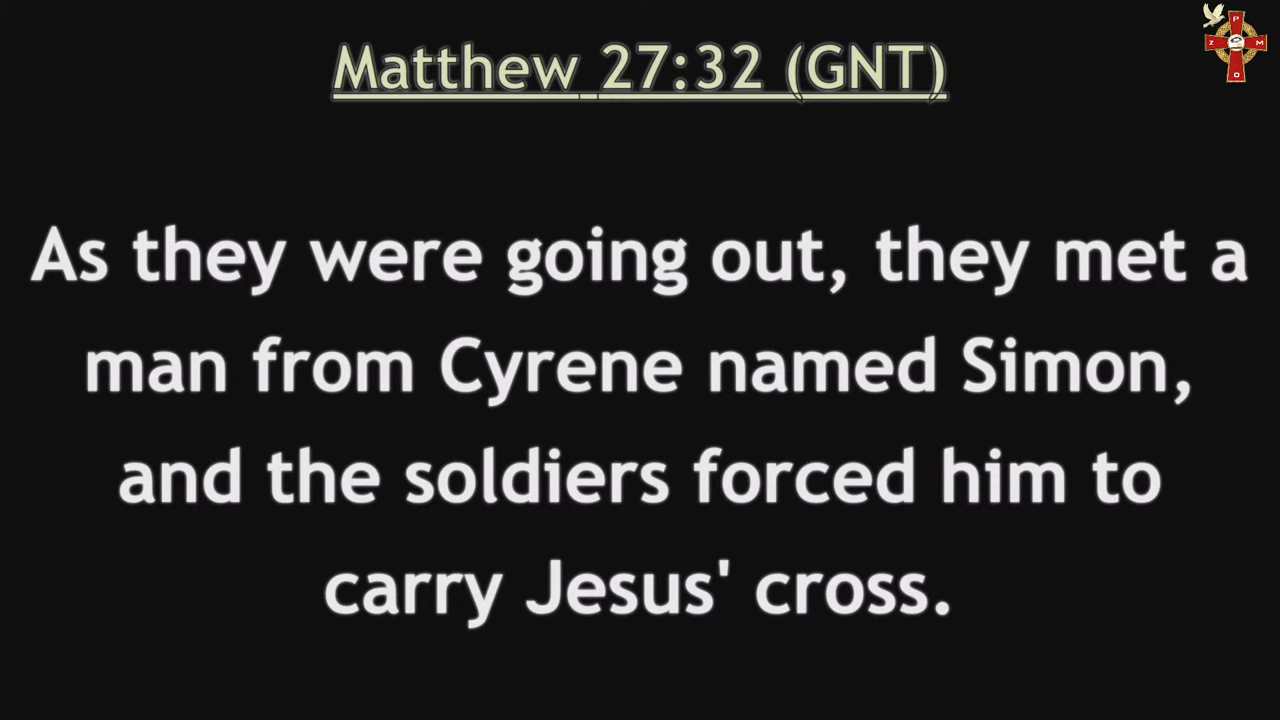 Matthew 27:32 (GNT)
As they were going out, they met a
man from Cyrene named Simon,
and the soldiers forced him to
carry Jesus' cross.
P
Z M
O